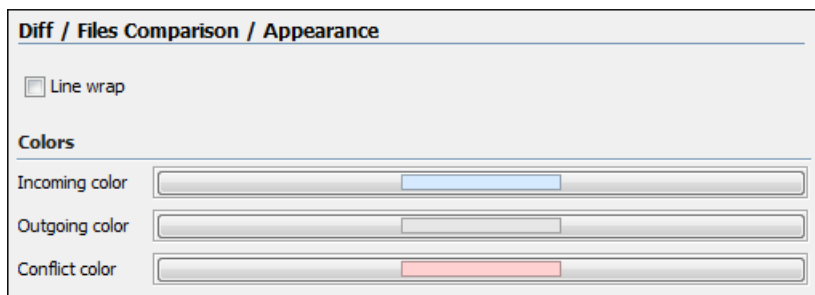 Diff / Files Comparison / Appearance
Line wrap
Colors
Incoming color
Outgoing color
Conflict color